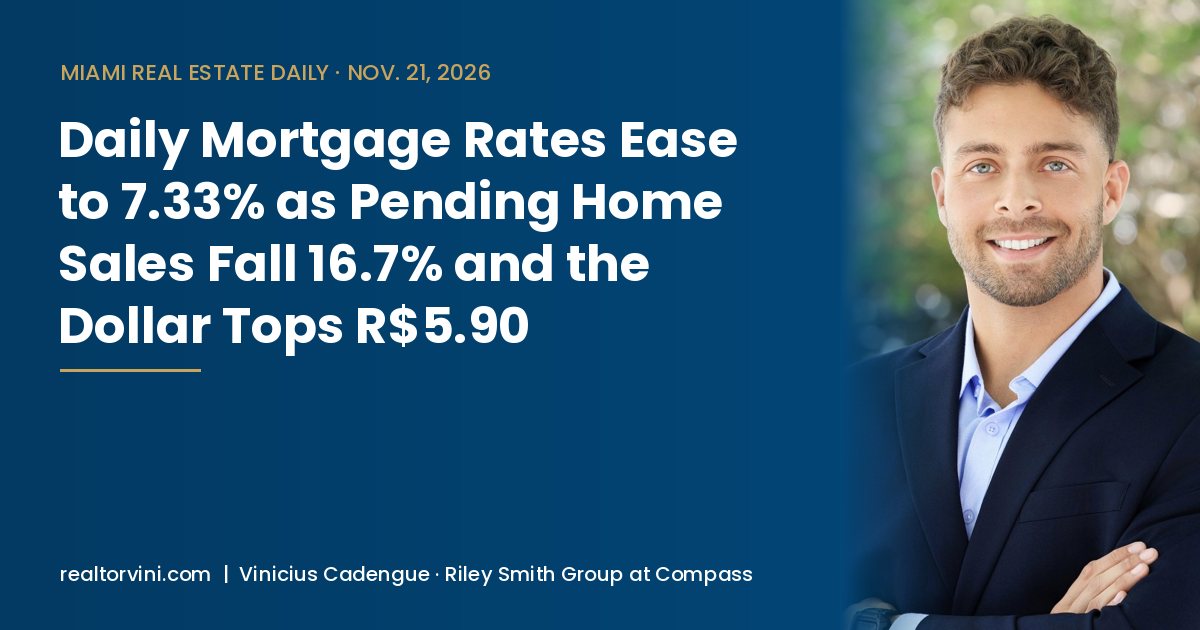 MIAMI REAL ESTATE DAILY · NOV. 21, 2026
Daily Mortgage Rates Ease
to 7.33% as Pending Home
Sales Fall 16.7% and the
Dollar Tops R$5.90
realtorvini.com | Vinicius Cadengue · Riley Smith Group at Compass